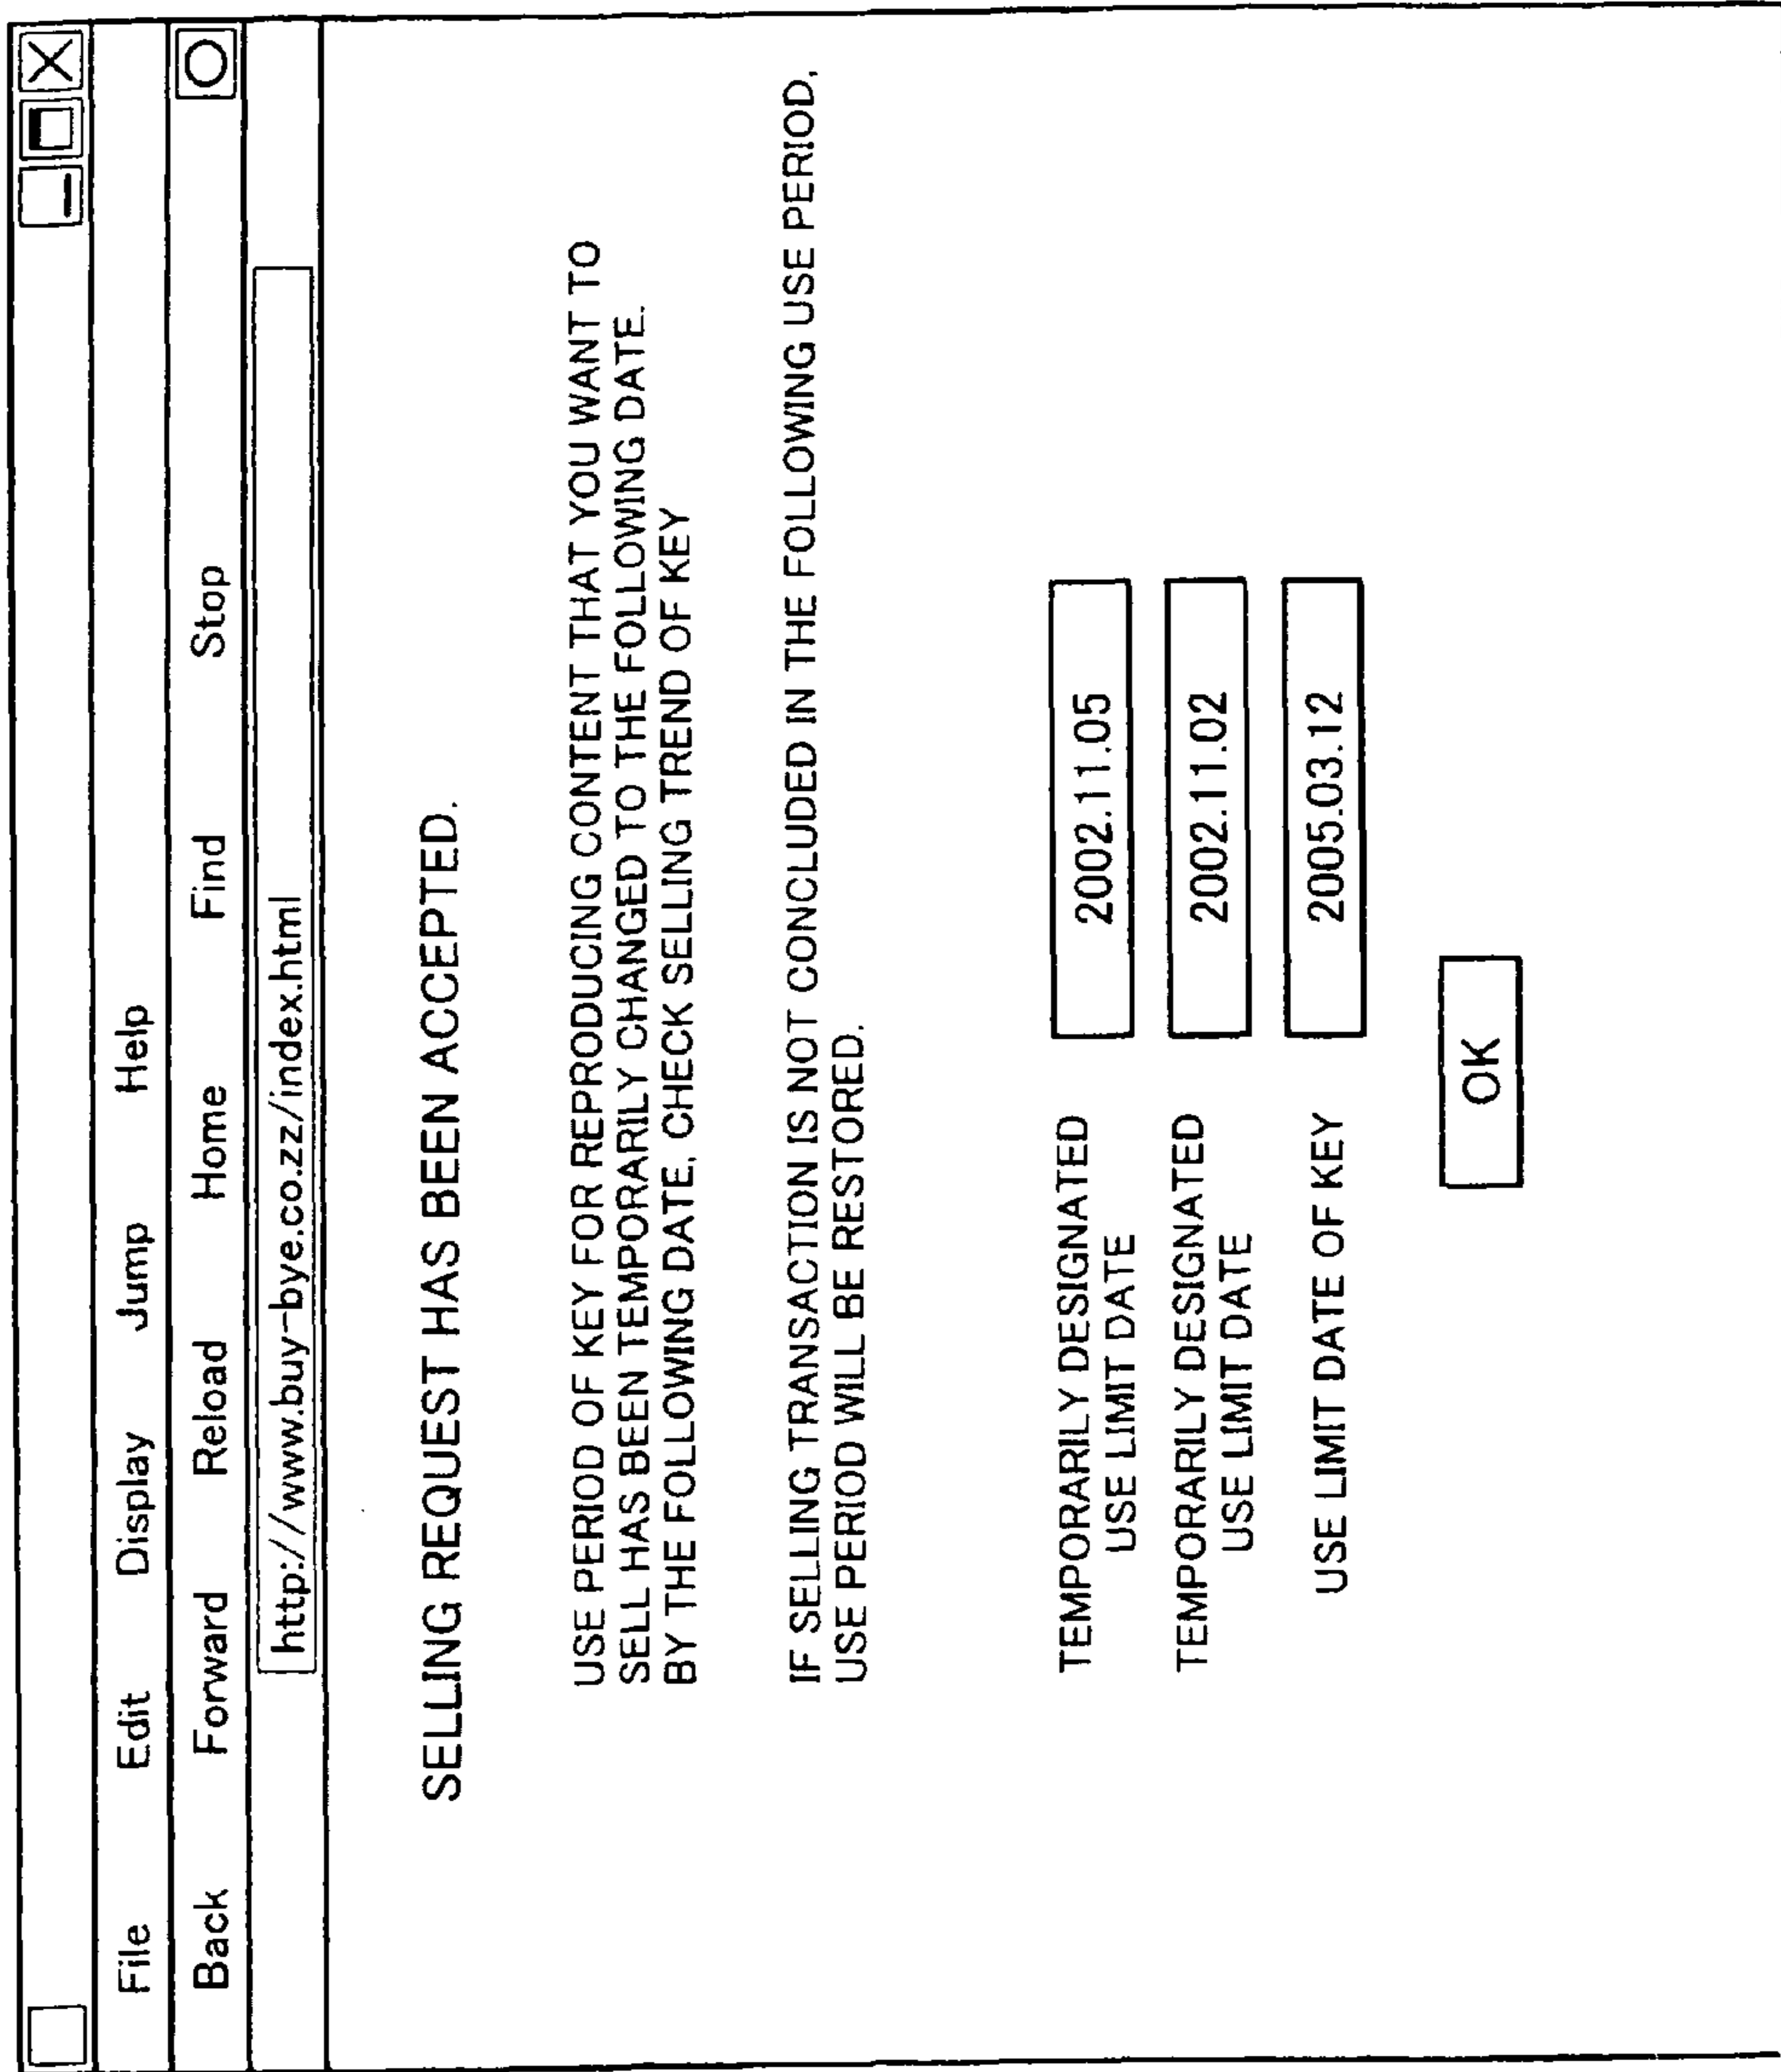 File Edit Display Jump Help
Back Forward Reload Home Find Stop
http://www.buy-bye.co.zz/index.html
SELLING REQUEST HAS BEEN ACCEPTED.
USE PERIOD OF KEY FOR REPRODUCING CONTENT THAT YOU WANT TO
SELL HAS BEEN TEMPORARILY CHANGED TO THE FOLLOWING DATE.
BY THE FOLLOWING DATE, CHECK SELLING TREND OF KEY
IF SELLING TRANSACTION IS NOT CONCLUDED IN THE FOLLOWING USE PERIOD,
USE PERIOD WILL BE RESTORED.
TEMPORARILY DESIGNATED
USE LIMIT DATE
2002.11.05
TEMPORARILY DESIGNATED
USE LIMIT DATE
2002.11.02
USE LIMIT DATE OF KEY
2005.03.12
OK